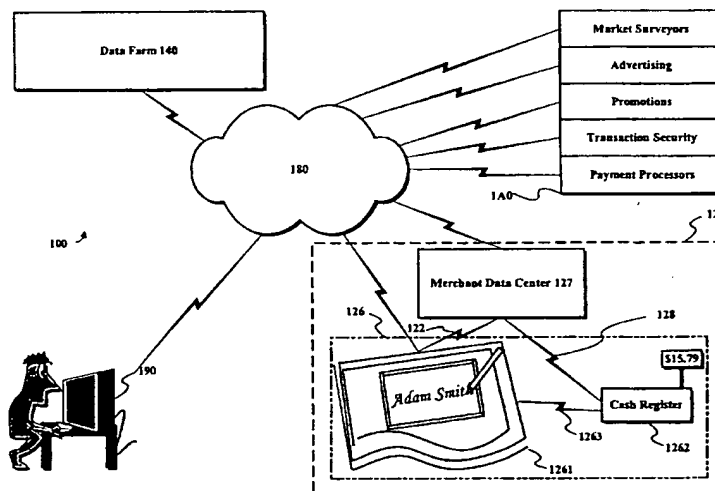 Market Surveyors
Data Farm 140
Advertising
Promotions
Transaction Security
180
Payment Processors
1A0
100
Merchant Data Center 127
126
122
128
$15.79
190
Adam Smith
Cash Register
1263
1262
1261